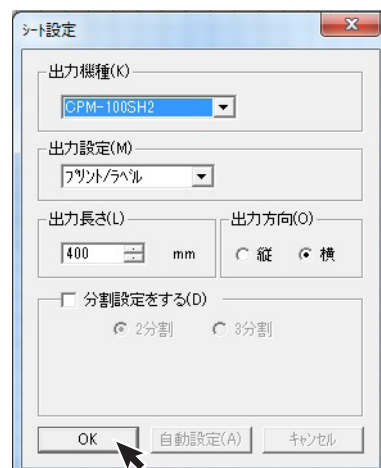 シート設定
出力機種(K)
CPM-100SH2
出力設定(M)
プリント/ラベル
出力長さ(L)
出力方向(O)
400 mm
縦 横
分割設定をする(D)
2分割 3分割
OK 自動設定(A) キャンセル